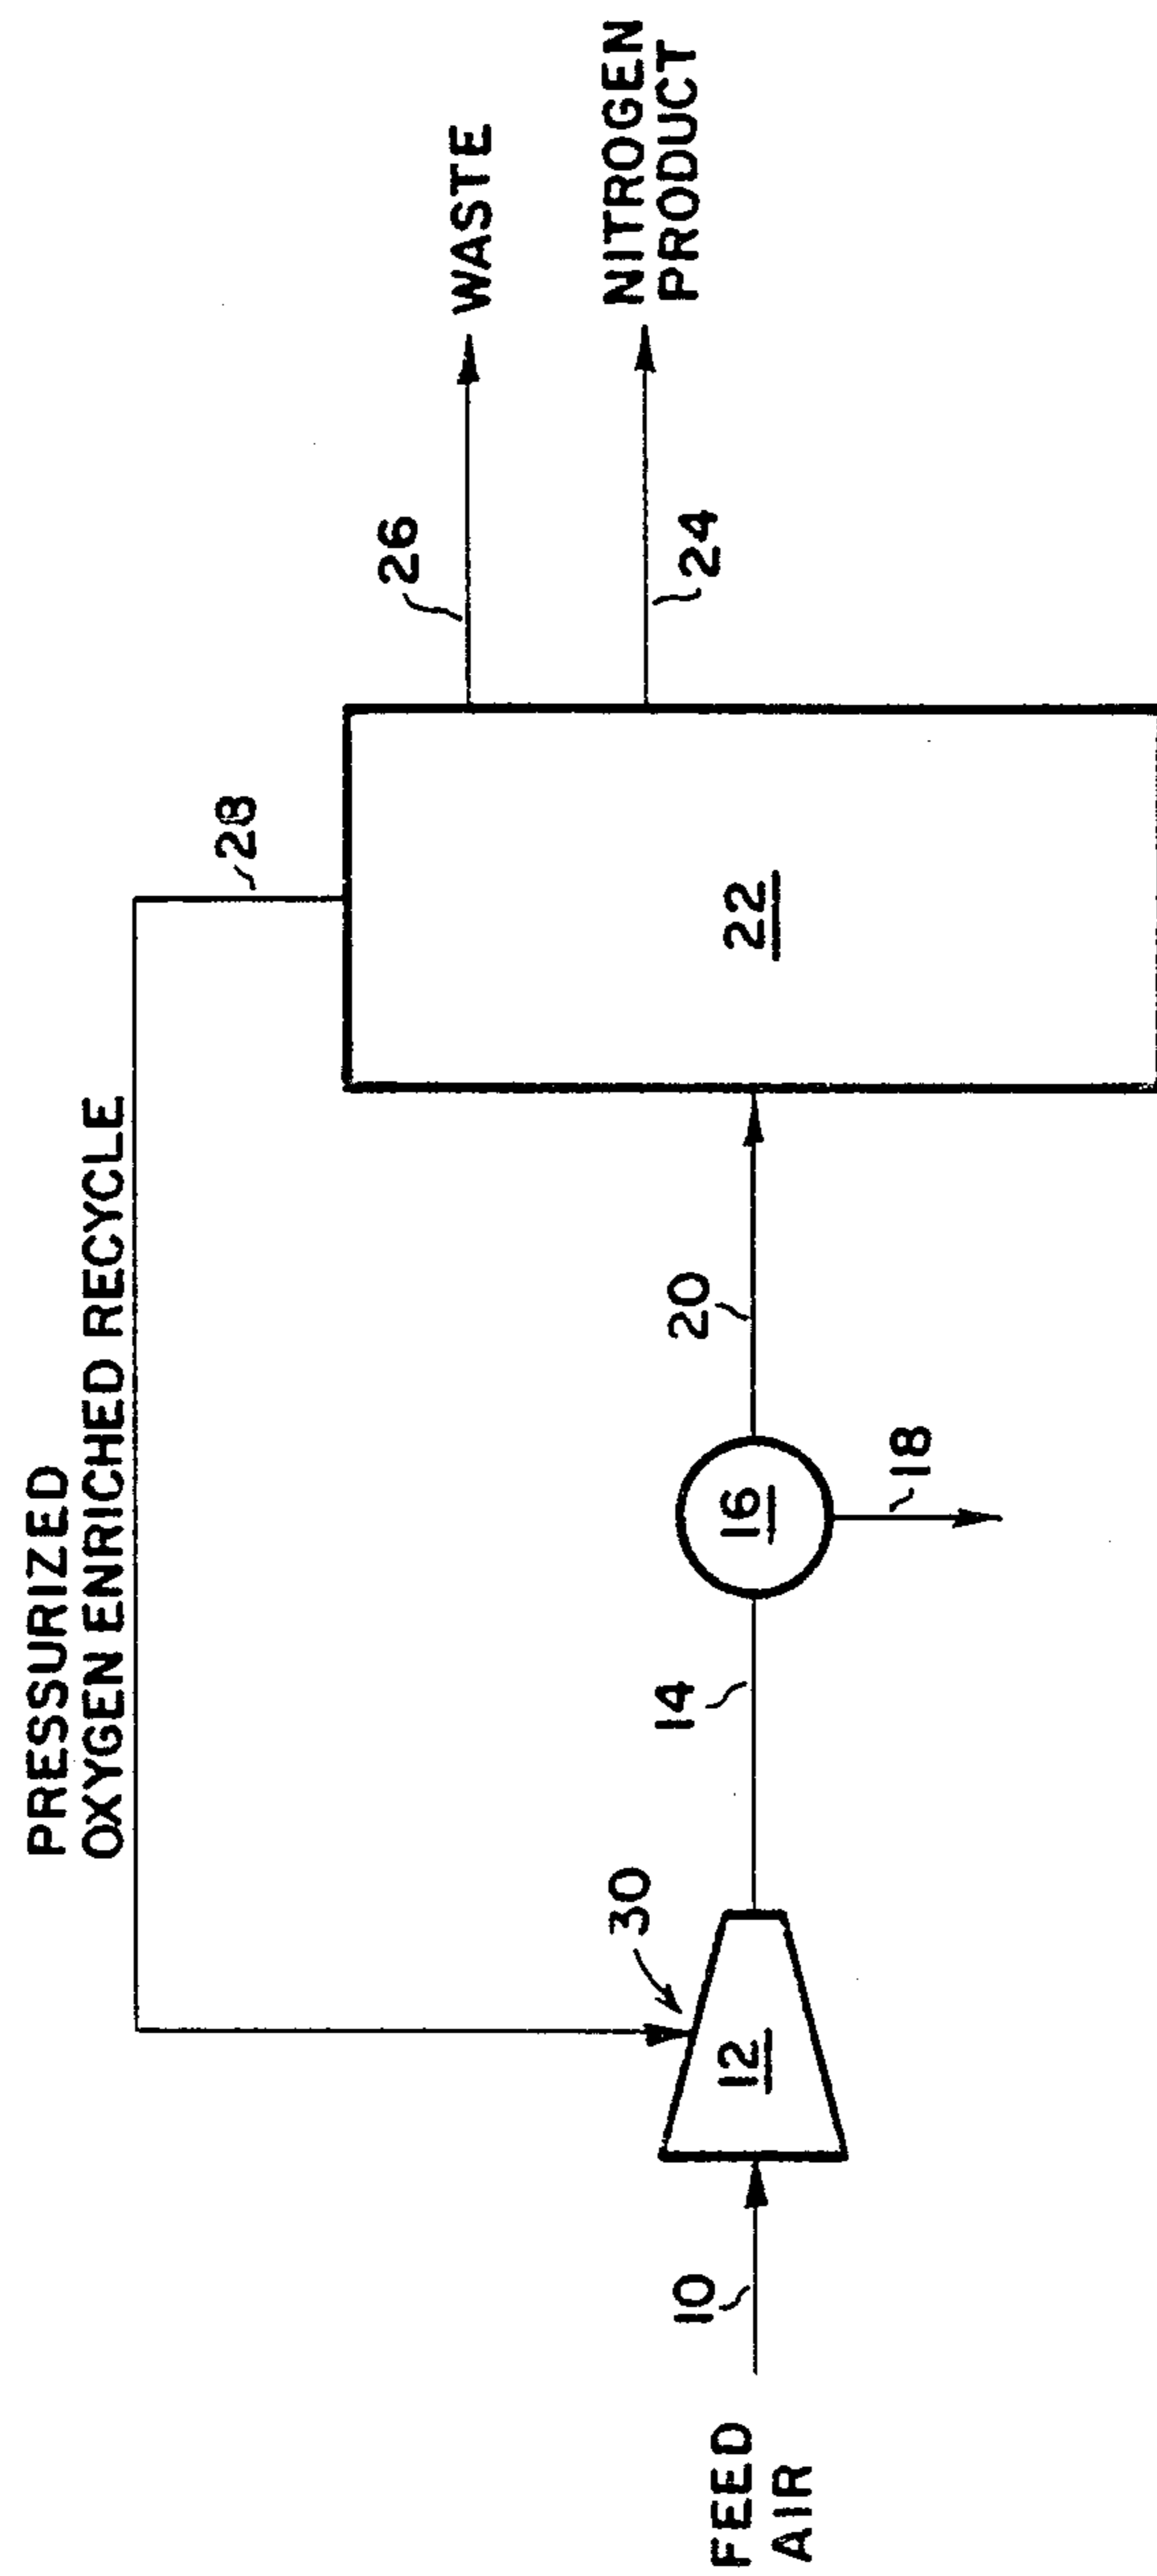 PRESSURIZED
OXYGEN ENRICHED RECYCLE
28
26
WASTE
30
NITROGEN
PRODUCT
24
10
FEED
AIR
12
14
16
18
20
22